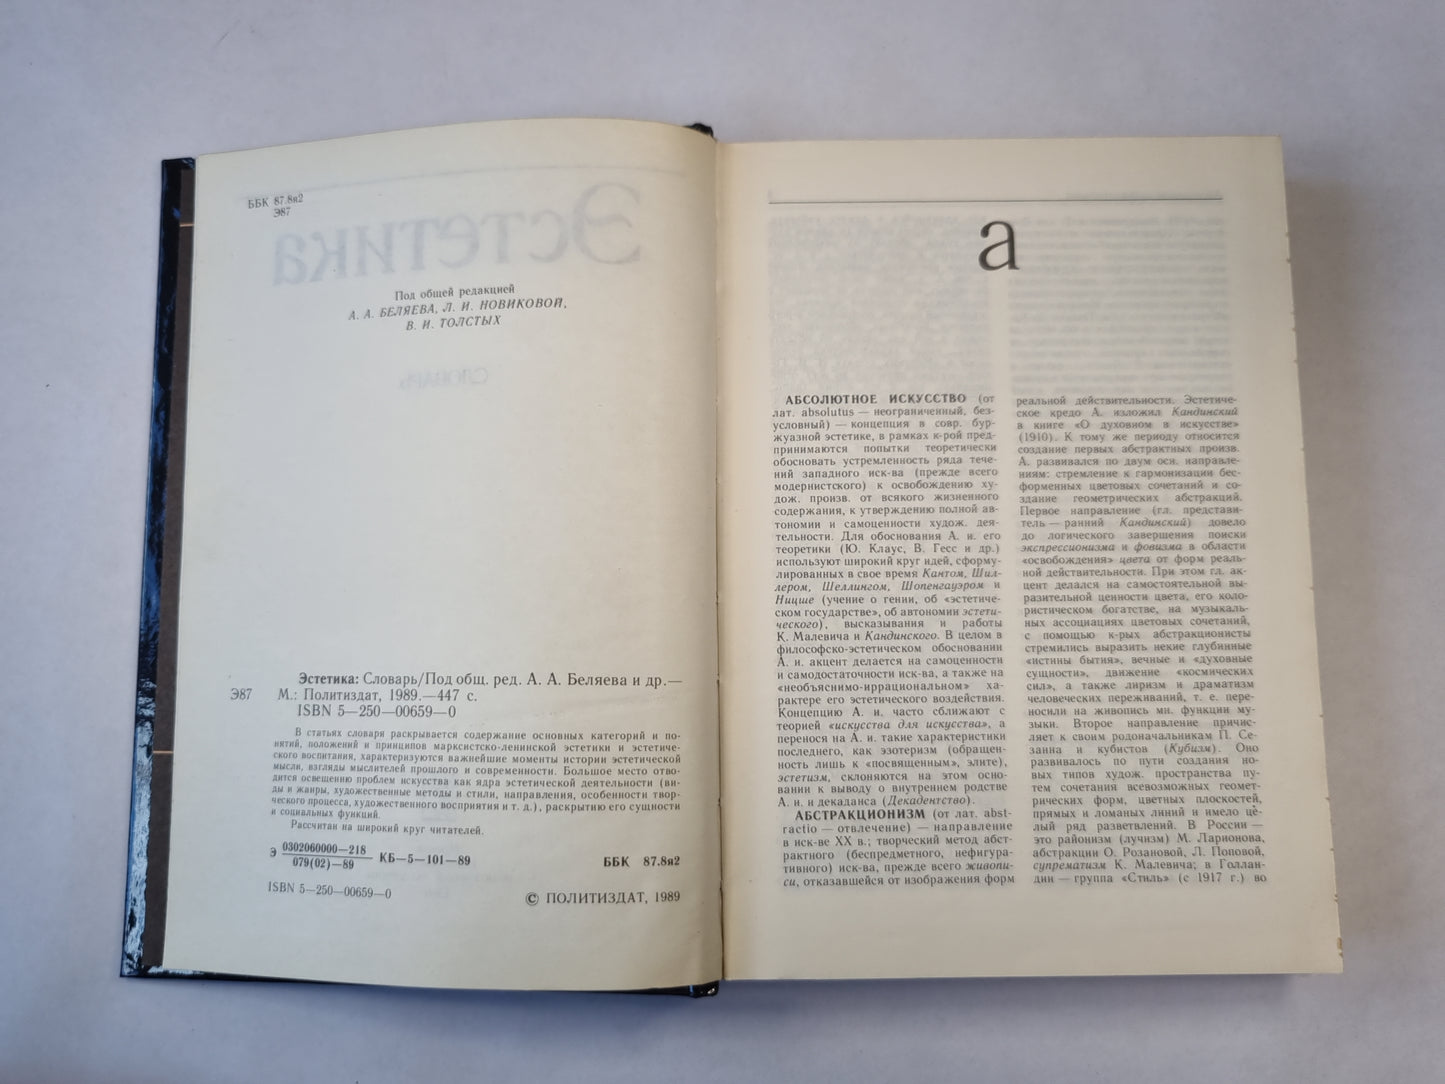 ББК 87.8я2
Э87
Эстетика
Под общей редакцией
А. А. БЕЛЯЕВА, Л. И. НОВИКОВОЙ,
В. И. ТОЛСТЫХ
СЛОВАРЬ
Эстетика: Словарь/Под общ. ред. А. А. Беляева и др.—
Э87 М.: Политиздат, 1989.—447 с.
ISBN 5—250—00659—0
В статьях словаря раскрывается содержание основных категорий и по-
нятий, положений и принципов марксистско-ленинской эстетики и эстетиче-
ского воспитания, характеризуются важнейшие моменты истории эстетической
мысли, взгляды мыслителей прошлого и современности. Большое место отво-
дится освещению проблем искусства как ядра эстетической деятельности (ви-
ды и жанры, художественные методы и стили, направления, особенности твор-
ческого процесса, художественного восприятия и т. д.), раскрытию его сущности
и социальных функций.
Рассчитан на широкий круг читателей.
Э 0302060000—218
079(02)—89
КБ—5—101—89
ББК 87.8я2
ISBN 5—250—00659—0
© ПОЛИТИЗДАТ, 1989
а
АБСОЛЮТНОЕ ИСКУССТВО (от
лат. absolutus — неограниченный, без-
условный) — концепция в совр. бур-
жуазной эстетике, в рамках к-рой пред-
принимаются попытки теоретически
обосновать устремленность ряда тече-
ний западного иск-ва (прежде всего
модернистского) к освобождению ху-
дож. произв. от всякого жизненного
содержания, к утверждению полной ав-
тономии и самоценности худож. дея-
тельности. Для обоснования А. и. его
теоретики (Ю. Клаус, В. Гесс и др.)
используют широкий круг идей, сформу-
лированных в свое время Кантом, Шил-
лером, Шеллингом, Шопенгауэром и
Ницше (учение о гении, об «эстетиче-
ском государстве», об автономии эстети-
ческого), высказывания и работы
К. Малевича и Кандинского. В целом в
философско-эстетическом обосновании
А. и. акцент делается на самоценности
и самодостаточности иск-ва, а также на
«необъяснимо-иррациональном» ха-
рактере его эстетического воздействия.
Концепцию А. и. часто сближают с
теорией «искусства для искусства», а
перенося на А. и. такие характеристики
последнего, как эзотеризм (обращен-
ность лишь к «посвященным», элите),
эстетизм, склоняются на этом осно-
вании к выводу о внутреннем родстве
А. и. и декаданса (Декадентство).
АБСТРАКЦИОНИЗМ (от лат. abst-
ractio — отвлечение) — направление
в иск-ве XX в.; творческий метод абст-
рактного (беспредметного, нефигура-
тивного) иск-ва, прежде всего живопи-
си, отказавшейся от изображения форм
реальной действительности. Эстетиче-
ское кредо А. изложил Кандинский
в книге «О духовном в искусстве»
(1910). К тому же периоду относится
создание первых абстрактных произв.
А. развивался по двум осн. направле-
ниям: стремление к гармонизации бес-
форменных цветовых сочетаний и со-
здание геометрических абстракций.
Первое направление (гл. представи-
тель — ранний Кандинский) довело
до логического завершения поиски
экспрессионизма и фовизма в области
«освобождения» цвета от форм реаль-
ной действительности. При этом гл. ак-
цент делался на самостоятельной вы-
разительной ценности цвета, его коло-
ристическом богатстве, на музыкаль-
ных ассоциациях цветовых сочетаний,
с помощью к-рых абстракционисты
стремились выразить некие глубинные
«истины бытия», вечные и «духовные
сущности», движение «космических
сил», а также лиризм и драматизм
человеческих переживаний, т. е. пере-
носили на живопись мн. функции му-
зыки. Второе направление причис-
ляет к своим родоначальникам П. Се-
занна и кубистов (Кубизм). Оно
развивалось по пути создания но-
вых типов худож. пространства пу-
тем сочетания всевозможных геомет-
рических форм, цветных плоскостей,
прямых и ломаных линий и имело це-
лый ряд разветвлений. В России —
это районизм (лучизм) М. Ларионова,
абстракции О. Розановой, Л. Поповой,
супрематизм К. Малевича; в Голлан-
дии — группа «Стиль» (с 1917 г.) во